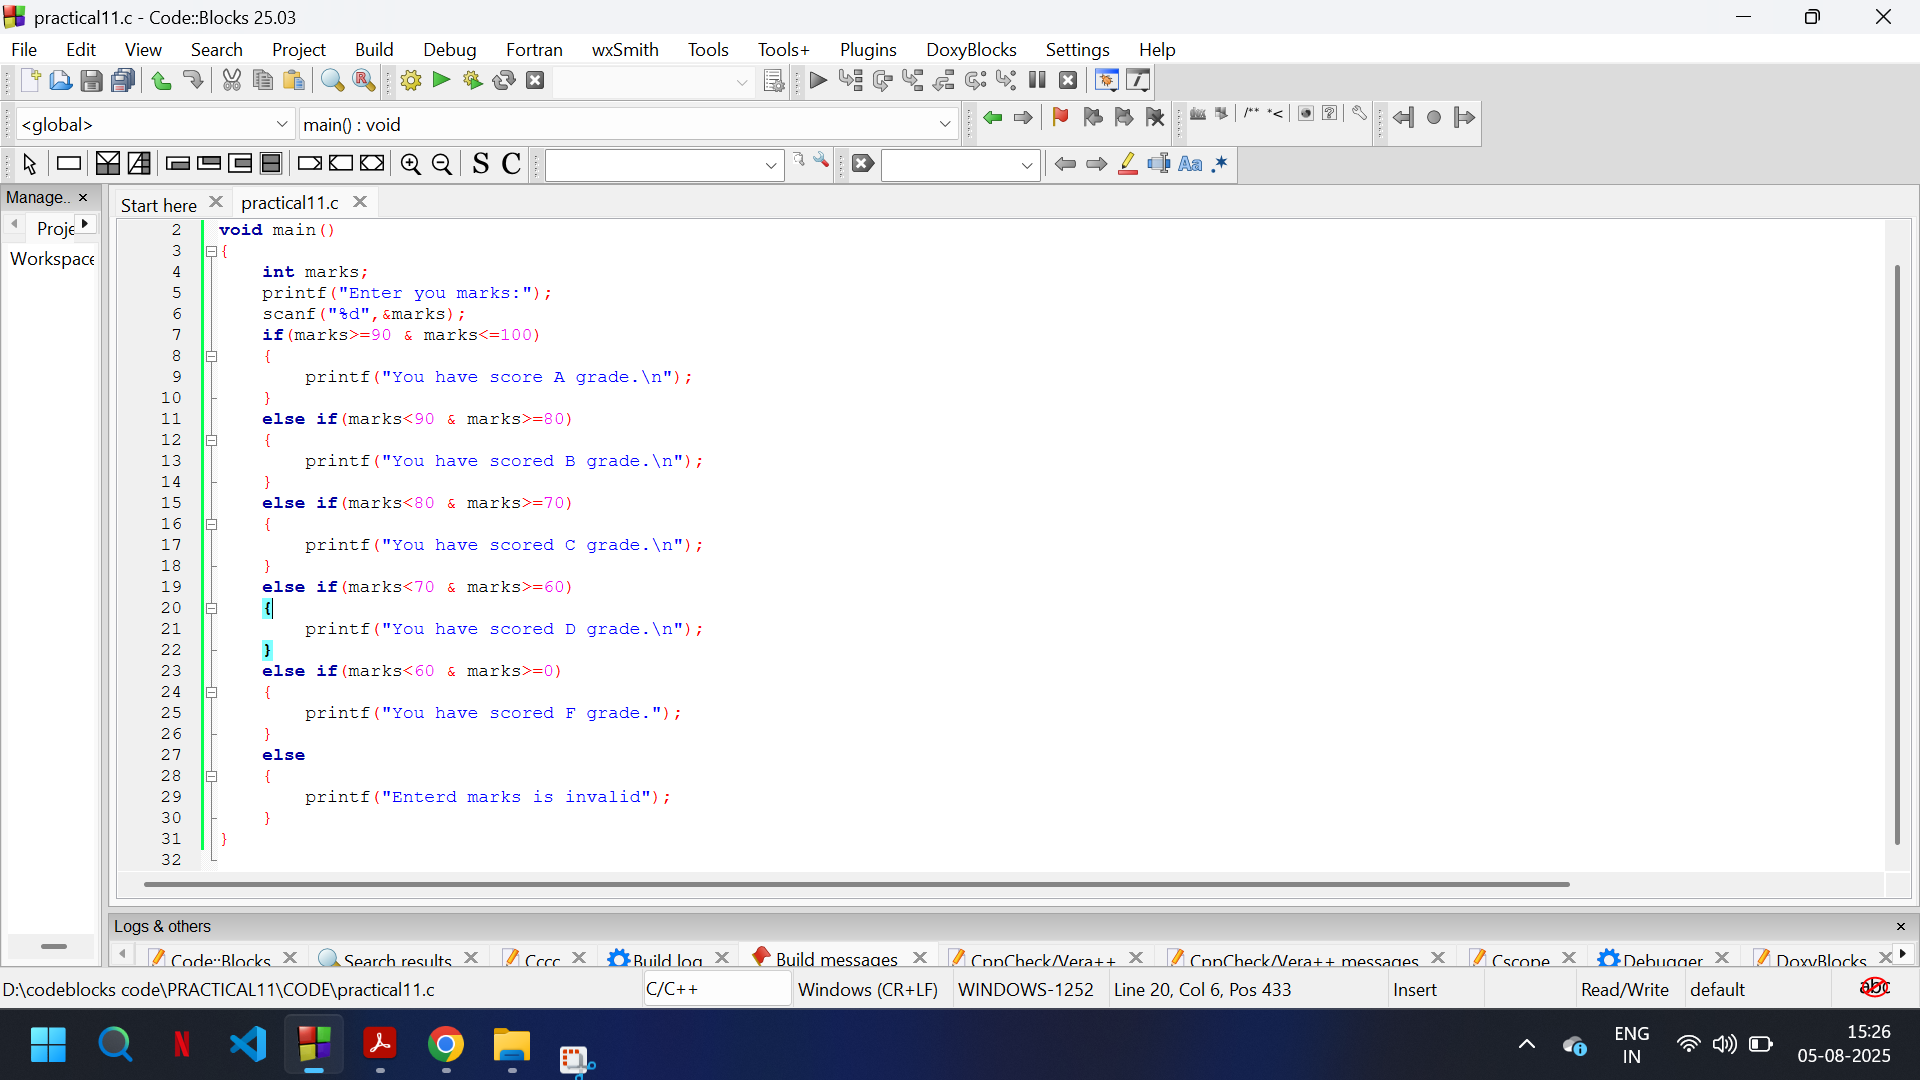 practical11.c - Code::Blocks 25.03
File Edit View Search Project Build Debug Fortran wxSmith Tools Tools+ Plugins DoxyBlocks Settings Help
<global> main() : void /** *<
S C Aa .*
Manage.. Start here practical11.c
Proje
Workspace
2 void main()
3 {
4 int marks;
5 printf("Enter you marks:");
6 scanf("%d",&marks);
7 if(marks>=90 & marks<=100)
8 {
9 printf("You have score A grade.\n");
10 }
11 else if(marks<90 & marks>=80)
12 {
13 printf("You have scored B grade.\n");
14 }
15 else if(marks<80 & marks>=70)
16 {
17 printf("You have scored C grade.\n");
18 }
19 else if(marks<70 & marks>=60)
20 {
21 printf("You have scored D grade.\n");
22 }
23 else if(marks<60 & marks>=0)
24 {
25 printf("You have scored F grade.");
26 }
27 else
28 {
29 printf("Enterd marks is invalid");
30 }
31 }
32
Logs & others
Code::Blocks Search results Cccc Build log Build messages CppCheck/Vera++ CppCheck/Vera++ messages Cscope Debugger DoxyBlocks
D:\codeblocks code\PRACTICAL11\CODE\practical11.c C/C++ Windows (CR+LF) WINDOWS-1252 Line 20, Col 6, Pos 433 Insert Read/Write default abc
ENG
IN
15:26
05-08-2025